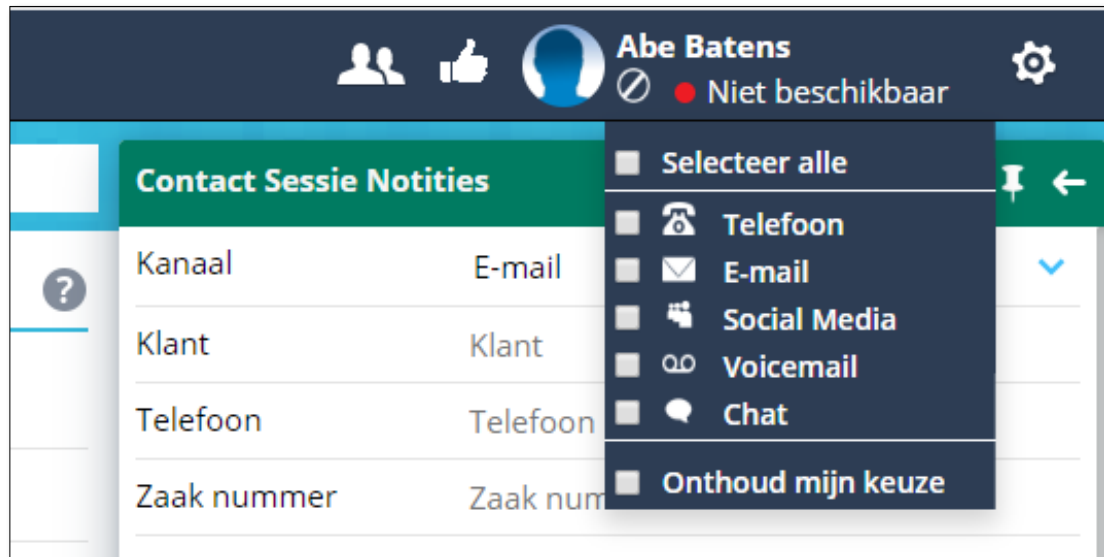 Abe Batens
Niet beschikbaar
Selecteer alle
Telefoon
E-mail
Social Media
Voicemail
Chat
Onthoud mijn keuze
Contact Sessie Notities
?
Kanaal E-mail
Klant Klant
Telefoon Telefoon
Zaak nummer Zaak num